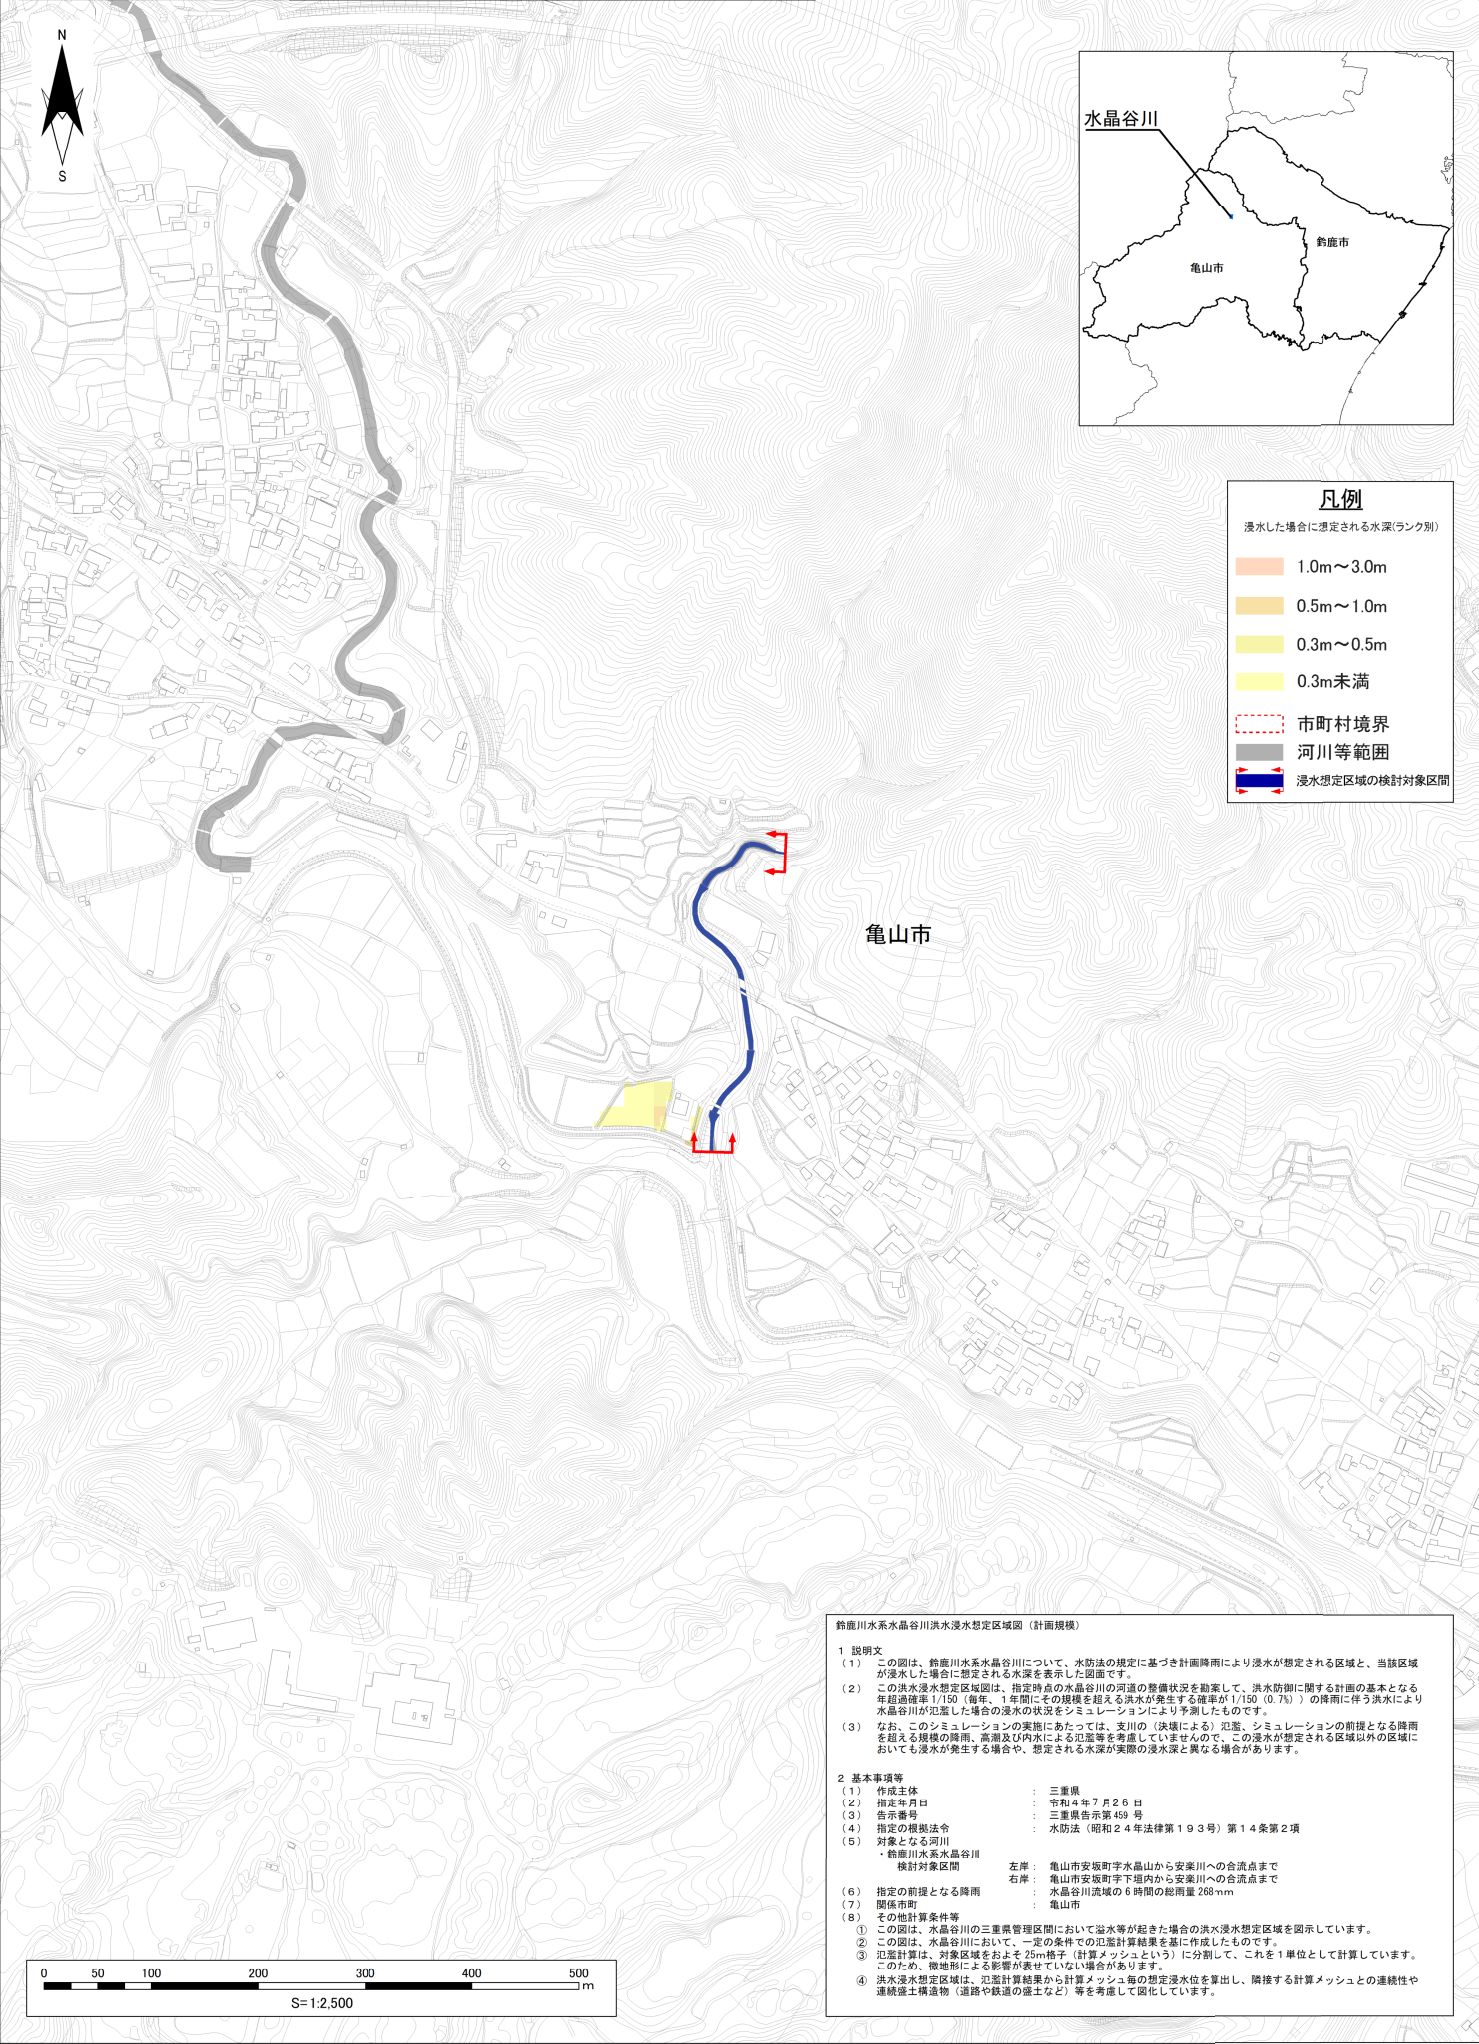 N
S
水晶谷川
鈴鹿市
亀山市
凡例
浸水した場合に想定される水深(ランク別)
1.0m～3.0m
0.5m～1.0m
0.3m～0.5m
0.3m未満
市町村境界
河川等範囲
浸水想定区域の検討対象区間
亀山市
鈴鹿川水系水晶谷川洪水浸水想定区域図（計画規模）
1 説明文
（1） この図は、鈴鹿川水系水晶谷川について、水防法の規定に基づき計画降雨により浸水が想定される区域と、当該区域
が浸水した場合に想定される水深を表示した図面です。
（2） この洪水浸水想定区域図は、指定時点の水晶谷川の河道の整備状況を勘案して、洪水防御に関する計画の基本となる
年超過確率1/150（毎年、1年間にその規模を超える洪水が発生する確率が1/150（0.7%））の降雨に伴う洪水により
水晶谷川が氾濫した場合の浸水の状況をシミュレーションにより予測したものです。
（3） なお、このシミュレーションの実施にあたっては、支川の（決壊による）氾濫、シミュレーションの前提となる降雨
を超える規模の降雨、高潮及び内水による氾濫等を考慮していませんので、この浸水が想定される区域以外の区域に
おいても浸水が発生する場合や、想定される水深が実際の浸水深と異なる場合があります。
2 基本事項等
（1） 作成主体 : 三重県
（2） 指定年月日 : 令和4年7月26日
（3） 告示番号 : 三重県告示第459号
（4） 指定の根拠法令 : 水防法（昭和24年法律第193号）第14条第2項
（5） 対象となる河川
・鈴鹿川水系水晶谷川
検討対象区間 左岸: 亀山市安坂町字水晶山から安楽川への合流点まで
右岸: 亀山市安坂町字下垣内から安楽川への合流点まで
（6） 指定の前提となる降雨 : 水晶谷川流域の6時間の総雨量268mm
（7） 関係市町 : 亀山市
（8） その他計算条件等
① この図は、水晶谷川の三重県管理区間において溢水等が起きた場合の洪水浸水想定区域を図示しています。
② この図は、水晶谷川において、一定の条件での氾濫計算結果を基に作成したものです。
③ 氾濫計算は、対象区域をおよそ25m格子（計算メッシュという）に分割して、これを1単位として計算しています。
このため、微地形による影響が表せていない場合があります。
④ 洪水浸水想定区域は、氾濫計算結果から計算メッシュ毎の想定浸水位を算出し、隣接する計算メッシュとの連続性や
連続盛土構造物（道路や鉄道の盛土など）等を考慮して図化しています。
0 50 100 200 300 400 500
m
S=1:2,500